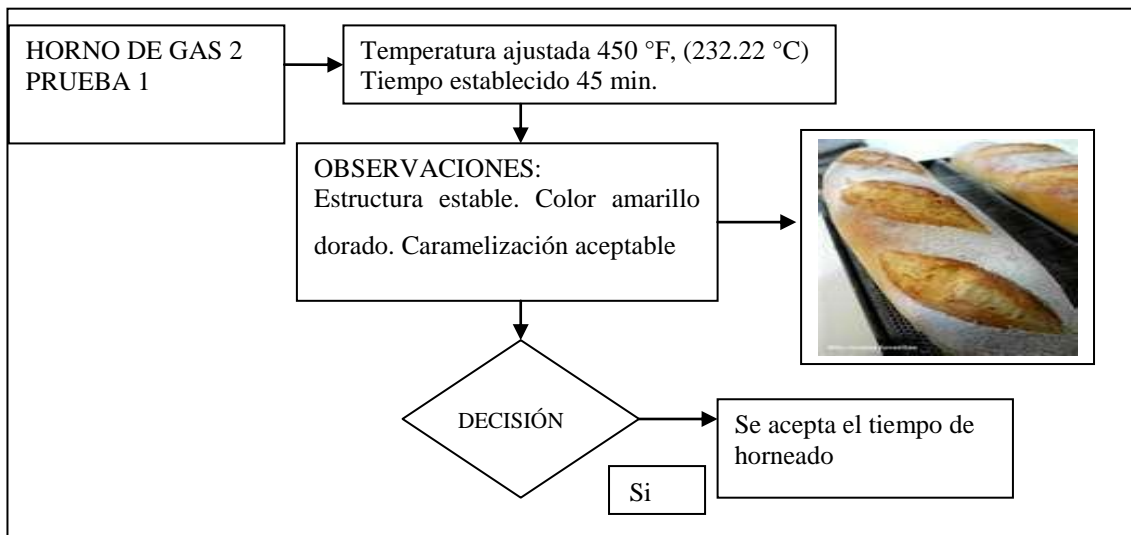 HORNO DE GAS 2
PRUEBA 1
Temperatura ajustada 450 °F, (232.22 °C)
Tiempo establecido 45 min.
OBSERVACIONES:
Estructura estable. Color amarillo
dorado. Caramelización aceptable
DECISIÓN
Se acepta el tiempo de
horneado
Si